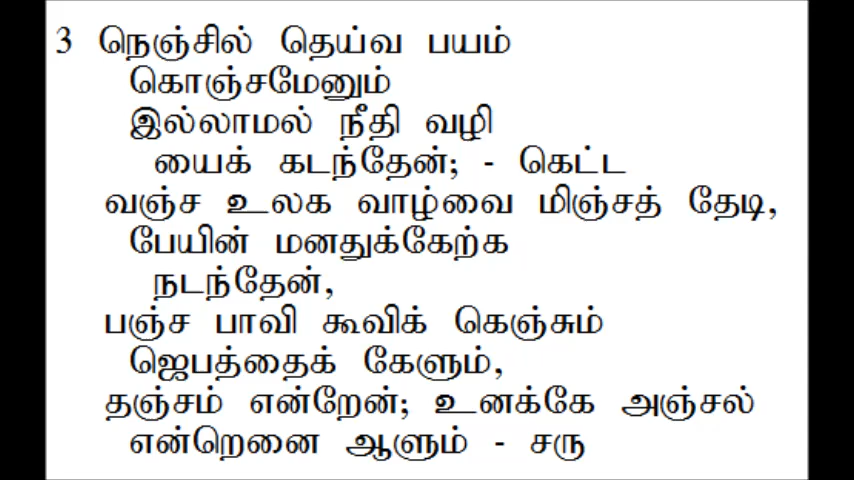 3 நெஞ்சில் தெய்வ பயம்
கொஞ்சமேனும்
இல்லாமல் நீதி வழி
யைக் கடந்தேன்; - கெட்ட
வஞ்ச உலக வாழ்வை மிஞ்சத் தேடி,
பேயின் மனதுக்கேற்க
நடந்தேன்,
பஞ்ச பாவி கூவிக் கெஞ்சும்
ஜெபத்தைக் கேளும்,
தஞ்சம் என்றேன்; உனக்கே அஞ்சல்
என்றெனை ஆளும் - சரு